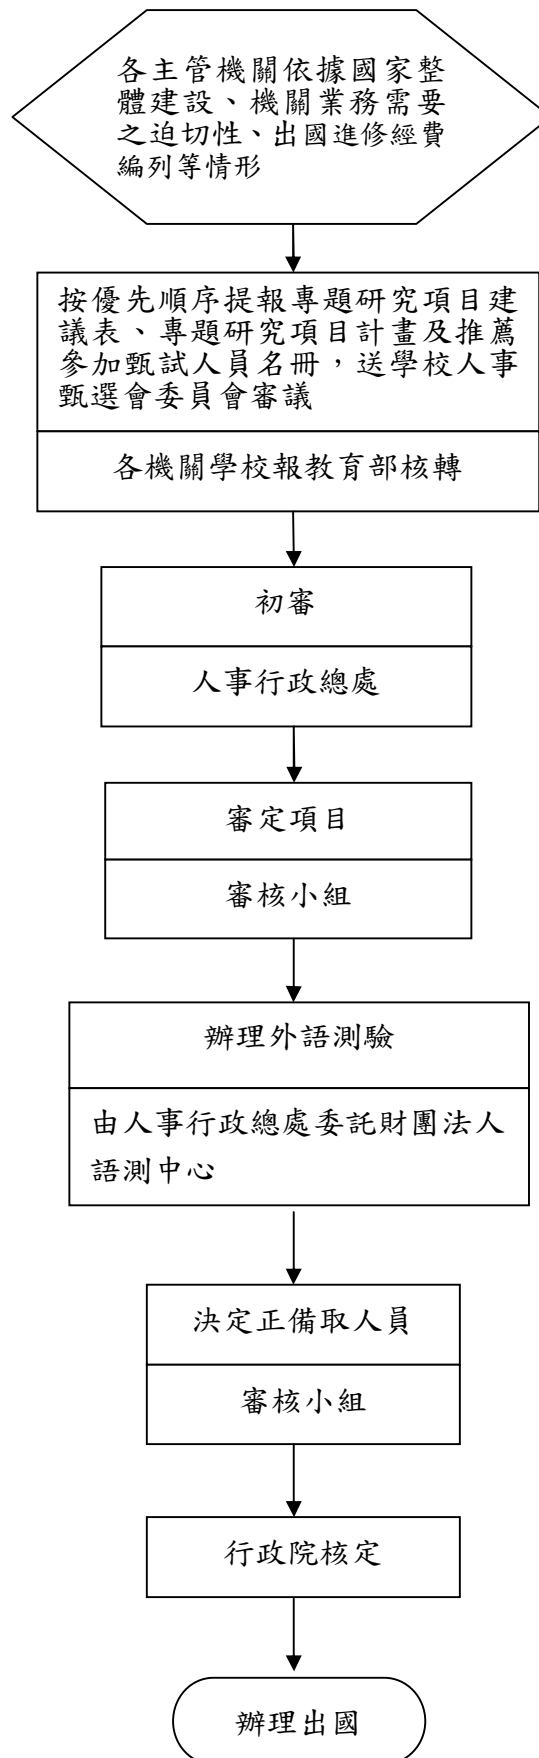 各主管機關依據國家整
體建設、機關業務需要
之迫切性、出國進修經費
編列等情形
按優先順序提報專題研究項目建
議表、專題研究項目計畫及推薦
參加甄試人員名冊，送學校人事
甄選會委員會審議
各機關學校報教育部核轉
初審
人事行政總處
審定項目
審核小組
辦理外語測驗
由人事行政總處委託財團法人
語測中心
決定正備取人員
審核小組
行政院核定
辦理出國